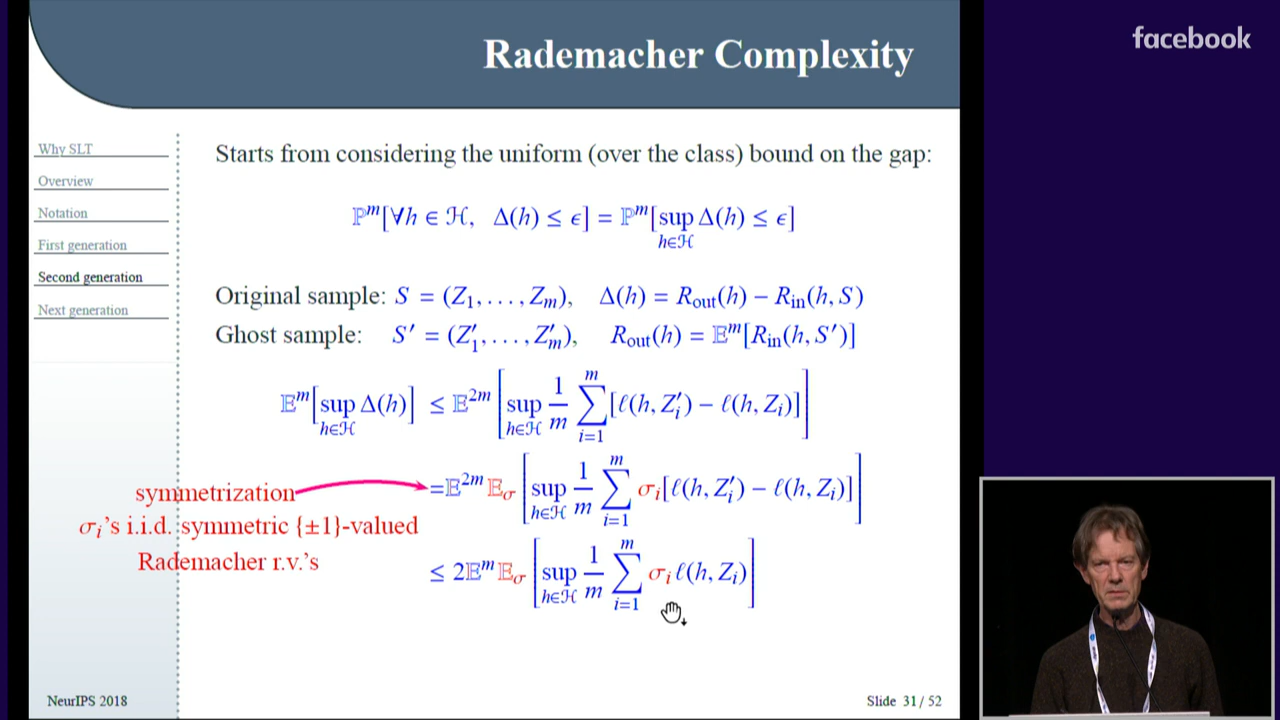 Rademacher Complexity
facebook
Why SLT
Overview
Notation
First generation
Second generation
Next generation
Starts from considering the uniform (over the class) bound on the gap:
ℙ^m[∀h ∈ ℋ, Δ(h) ≤ ϵ] = ℙ^m[sup_{h∈ℋ} Δ(h) ≤ ϵ]
Original sample: S = (Z_1, . . . , Z_m), Δ(h) = R_out(h) − R_in(h, S)
Ghost sample: S′ = (Z′_1, . . . , Z′_m), R_out(h) = 𝔼^m[R_in(h, S′)]
𝔼^m[sup_{h∈ℋ} Δ(h)] ≤ 𝔼^{2m} [sup_{h∈ℋ} 1/m ∑_{i=1}^m [ℓ(h, Z′_i) − ℓ(h, Z_i)]]
=𝔼^{2m} 𝔼_σ [sup_{h∈ℋ} 1/m ∑_{i=1}^m σ_i[ℓ(h, Z′_i) − ℓ(h, Z_i)]]
symmetrization
σ_i's i.i.d. symmetric {±1}-valued
Rademacher r.v.'s
≤ 2𝔼^m 𝔼_σ [sup_{h∈ℋ} 1/m ∑_{i=1}^m σ_i ℓ(h, Z_i)]
NeurIPS 2018
Slide 31 / 52